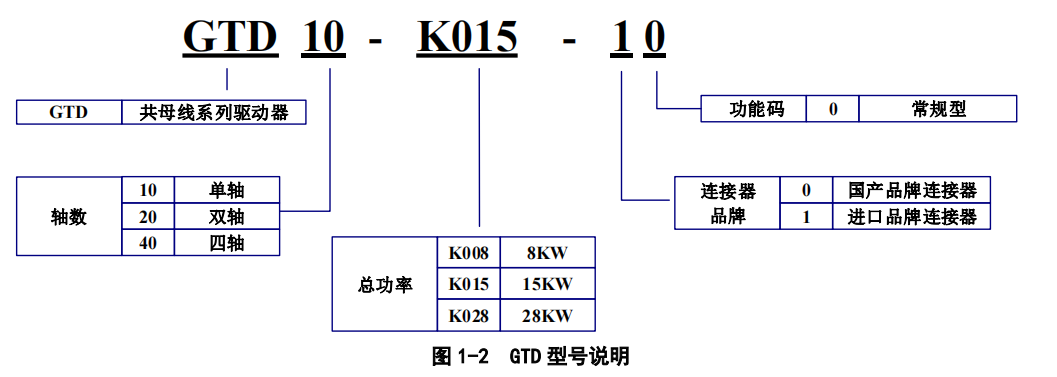 GTD 10 - K015 - 1 0
GTD 共母线系列驱动器
功能码 0 常规型
轴数
10 单轴
20 双轴
40 四轴
连接器品牌
0 国产品牌连接器
1 进口品牌连接器
总功率
K008 8KW
K015 15KW
K028 28KW
图 1-2 GTD 型号说明